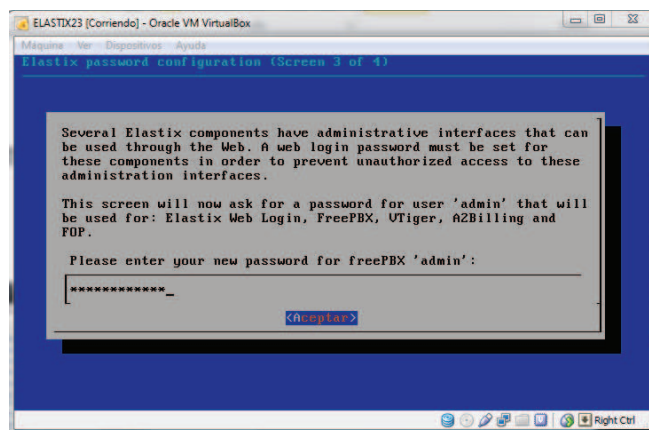 ELASTIX23 [Corriendo] - Oracle VM VirtualBox
Máquina Ver Dispositivos Ayuda
Elastix password configuration (Screen 3 of 4)
Several Elastix components have administrative interfaces that can
be used through the Web. A web login password must be set for
these components in order to prevent unauthorized access to these
administration interfaces.
This screen will now ask for a password for user 'admin' that will
be used for: Elastix Web Login, FreePBX, VTiger, A2Billing and
FOP.
Please enter your new password for freePBX 'admin':
************_
<Aceptar>
Right Ctrl